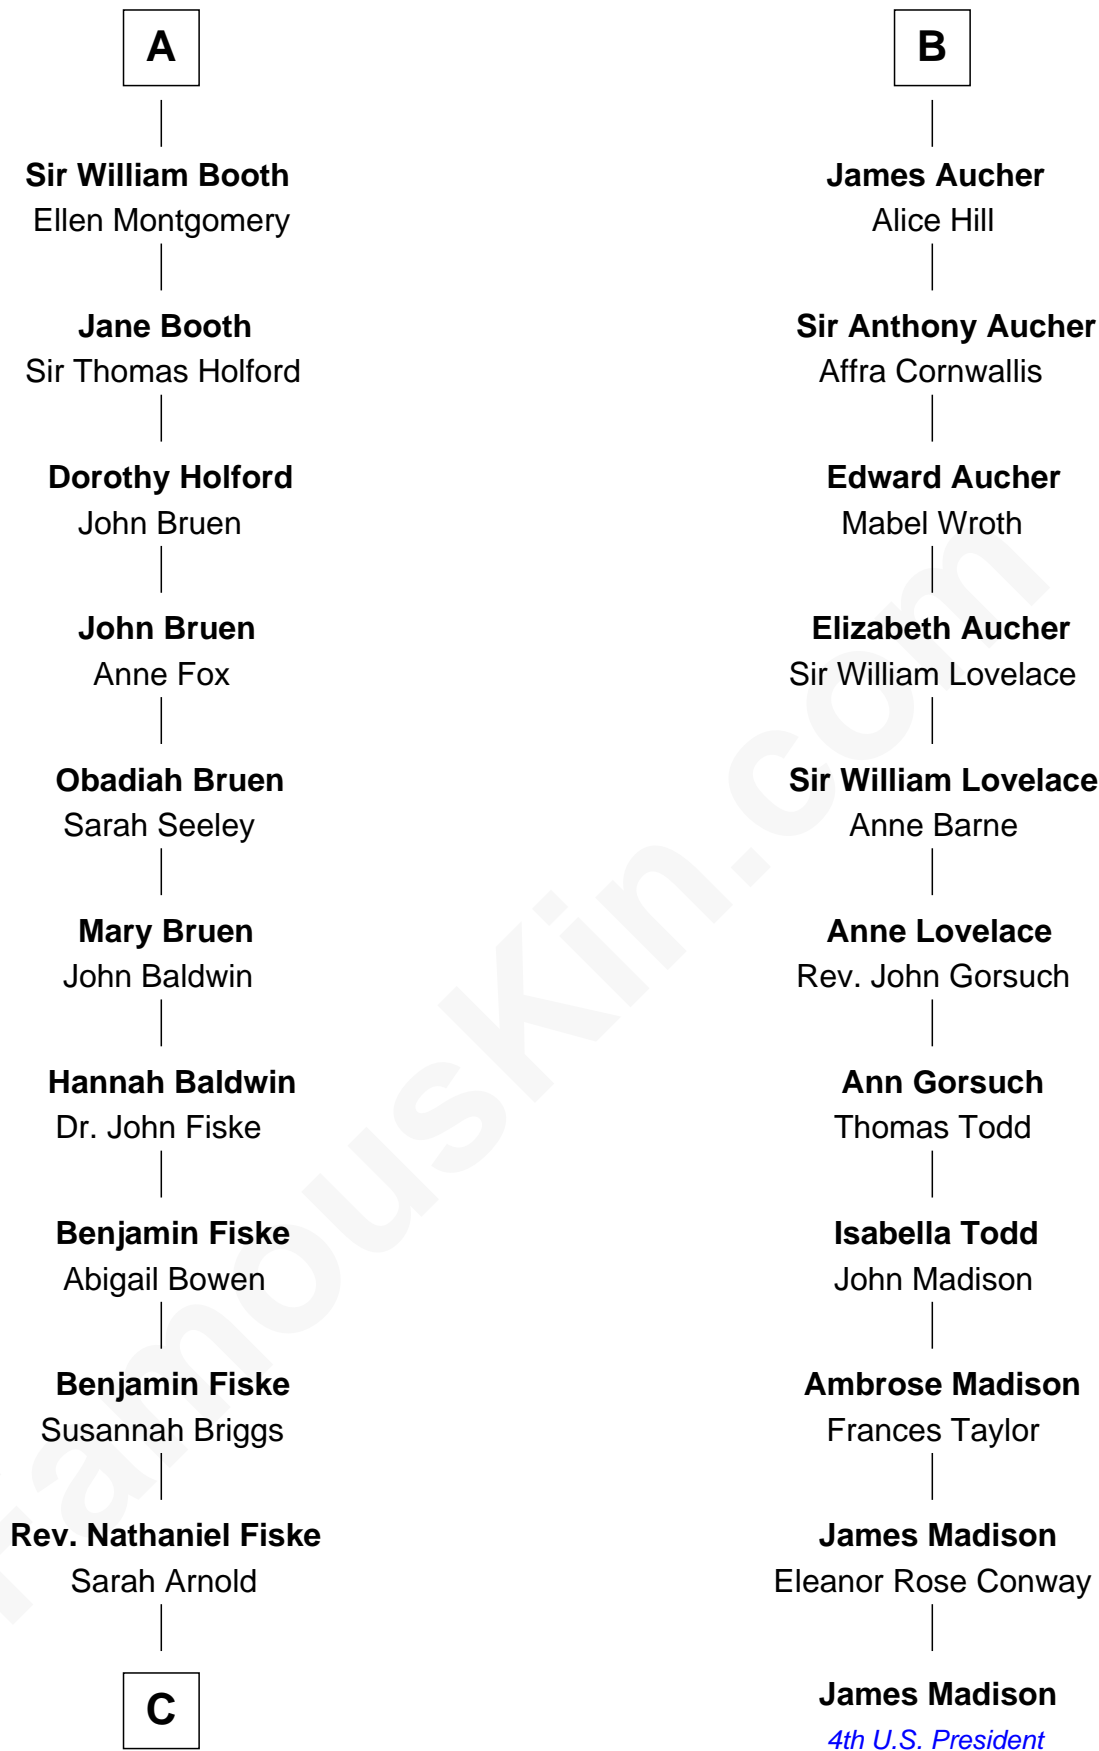 A
Sir William Booth
Ellen Montgomery
Jane Booth
Sir Thomas Holford
Dorothy Holford
John Bruen
John Bruen
Anne Fox
Obadiah Bruen
Sarah Seeley
Mary Bruen
John Baldwin
Hannah Baldwin
Dr. John Fiske
Benjamin Fiske
Abigail Bowen
Benjamin Fiske
Susannah Briggs
Rev. Nathaniel Fiske
Sarah Arnold
C
B
James Aucher
Alice Hill
Sir Anthony Aucher
Affra Cornwallis
Edward Aucher
Mabel Wroth
Elizabeth Aucher
Sir William Lovelace
Sir William Lovelace
Anne Barne
Anne Lovelace
Rev. John Gorsuch
Ann Gorsuch
Thomas Todd
Isabella Todd
John Madison
Ambrose Madison
Frances Taylor
James Madison
Eleanor Rose Conway
James Madison
4th U.S. President
FamousKin.com